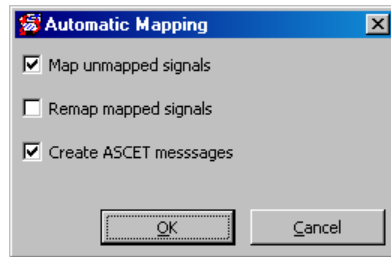 Automatic Mapping
Map unmapped signals
Remap mapped signals
Create ASCET messsages
OK
Cancel